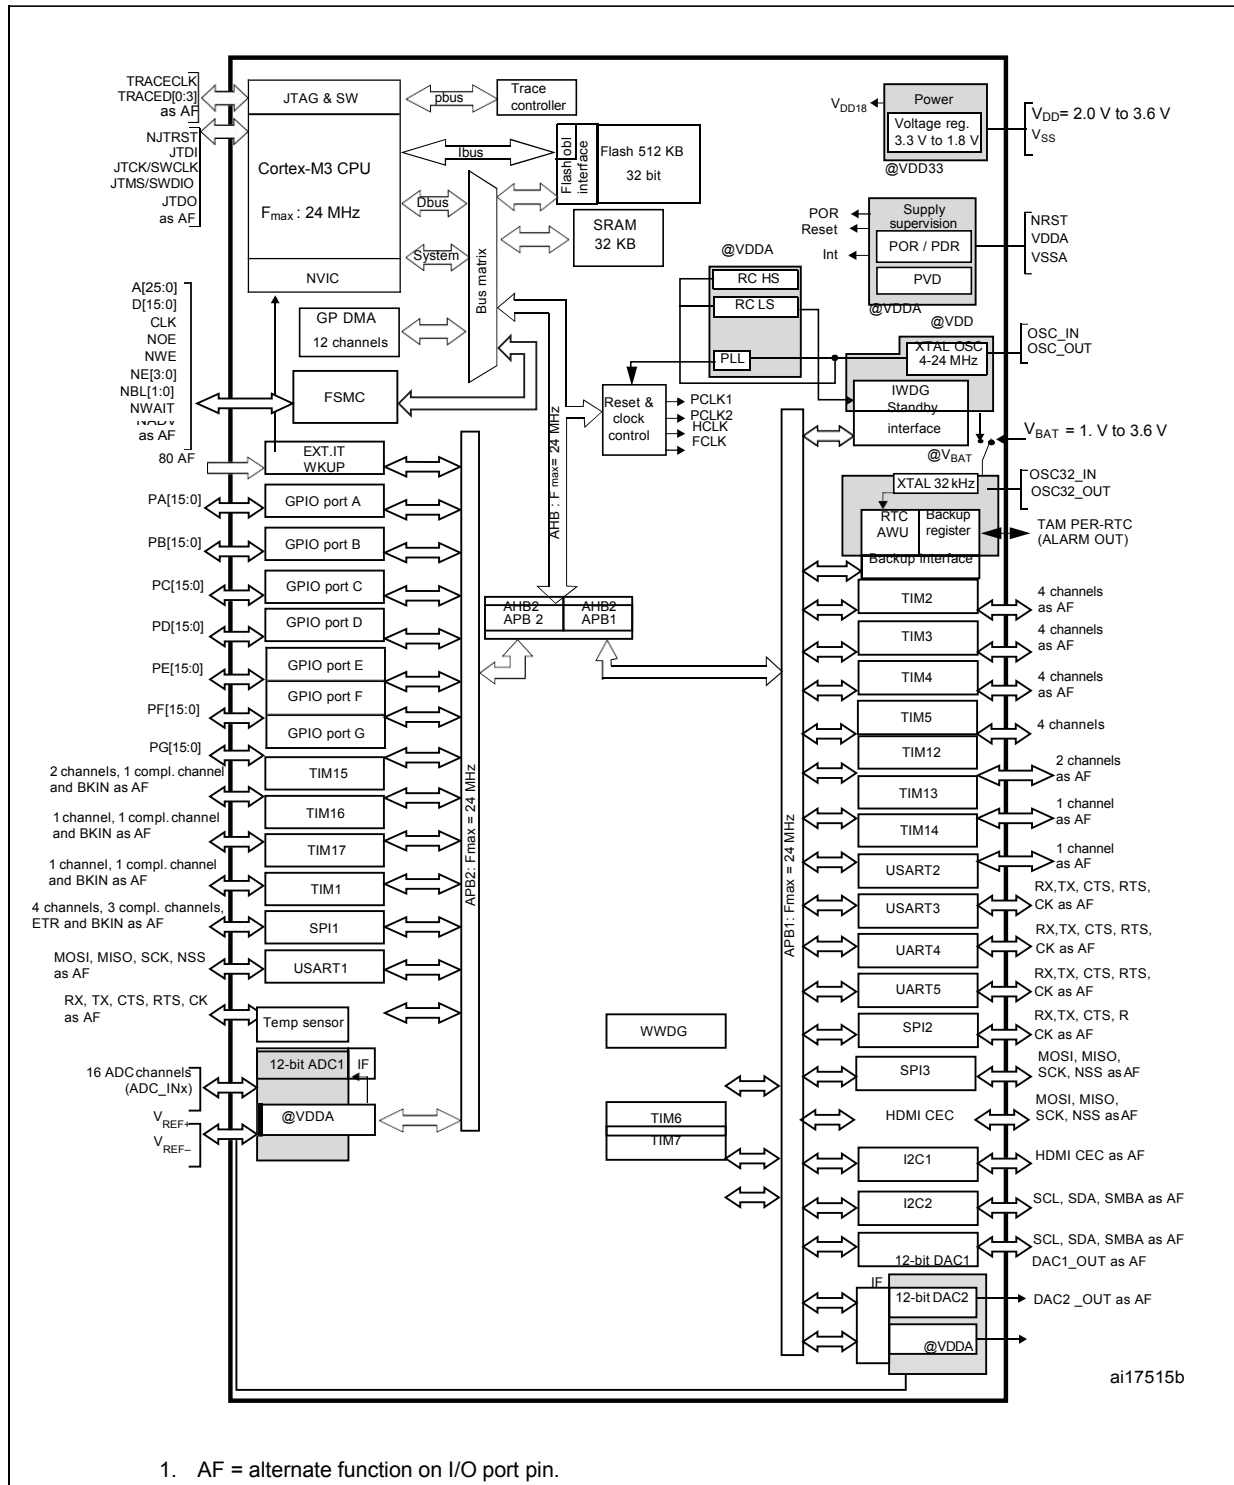 TRACECLK
TRACED[0:3]
as AF
NJTRST
JTDI
JTCK/SWCLK
JTMS/SWDIO
JTDO
as AF
JTAG & SW
pbus
Trace
controller
Cortex-M3 CPU
Fmax : 24 MHz
NVIC
Ibus
Dbus
System
Flash obl
interface
Flash 512 KB
32 bit
SRAM
32 KB
Bus matrix
GP DMA
12 channels
FSMC
A[25:0]
D[15:0]
CLK
NOE
NWE
NE[3:0]
NBL[1:0]
NWAIT
NADV
as AF
VDD18
Power
Voltage reg.
3.3 V to 1.8 V
@VDD33
VDD= 2.0 V to 3.6 V
VSS
POR
Reset
Int
Supply
supervision
POR / PDR
PVD
@VDDA
NRST
VDDA
VSSA
@VDDA
RC HS
RC LS
PLL
@VDD
XTAL OSC
4-24 MHz
OSC_IN
OSC_OUT
IWDG
Standby
interface
Reset &
clock
control
PCLK1
PCLK2
HCLK
FCLK
VBAT = 1. V to 3.6 V
@VBAT
XTAL 32 kHz
OSC32_IN
OSC32_OUT
RTC
AWU
Backup
register
Backup interface
TAM PER-RTC
(ALARM OUT)
AHB : F max= 24 MHz
AHB2
APB 2
AHB2
APB1
80 AF
EXT.IT
WKUP
PA[15:0]
GPIO port A
PB[15:0]
GPIO port B
PC[15:0]
GPIO port C
PD[15:0]
GPIO port D
PE[15:0]
GPIO port E
PF[15:0]
GPIO port F
PG[15:0]
GPIO port G
2 channels, 1 compl. channel
and BKIN as AF
TIM15
1 channel, 1 compl. channel
and BKIN as AF
TIM16
1 channel, 1 compl. channel
and BKIN as AF
TIM17
4 channels, 3 compl. channels,
ETR and BKIN as AF
TIM1
MOSI, MISO, SCK, NSS
as AF
SPI1
RX, TX, CTS, RTS, CK
as AF
USART1
Temp sensor
16 ADC channels
(ADC_INx)
12-bit ADC1
IF
@VDDA
VREF+
VREF–
APB2: Fmax = 24 MHz
APB1: Fmax = 24 MHz
WWDG
TIM6
TIM7
TIM2
4 channels
as AF
TIM3
4 channels
as AF
TIM4
4 channels
as AF
TIM5
4 channels
TIM12
2 channels
as AF
TIM13
1 channel
as AF
TIM14
1 channel
as AF
USART2
RX,TX, CTS, RTS,
CK as AF
USART3
RX,TX, CTS, RTS,
CK as AF
UART4
RX,TX, CTS, RTS,
CK as AF
UART5
RX,TX, CTS, R
CK as AF
SPI2
MOSI, MISO,
SCK, NSS as AF
SPI3
MOSI, MISO,
SCK, NSS as AF
HDMI CEC
HDMI CEC as AF
I2C1
SCL, SDA, SMBA as AF
I2C2
SCL, SDA, SMBA as AF
12-bit DAC1
DAC1_OUT as AF
IF
12-bit DAC2
DAC2 _OUT as AF
@VDDA
ai17515b
1. AF = alternate function on I/O port pin.